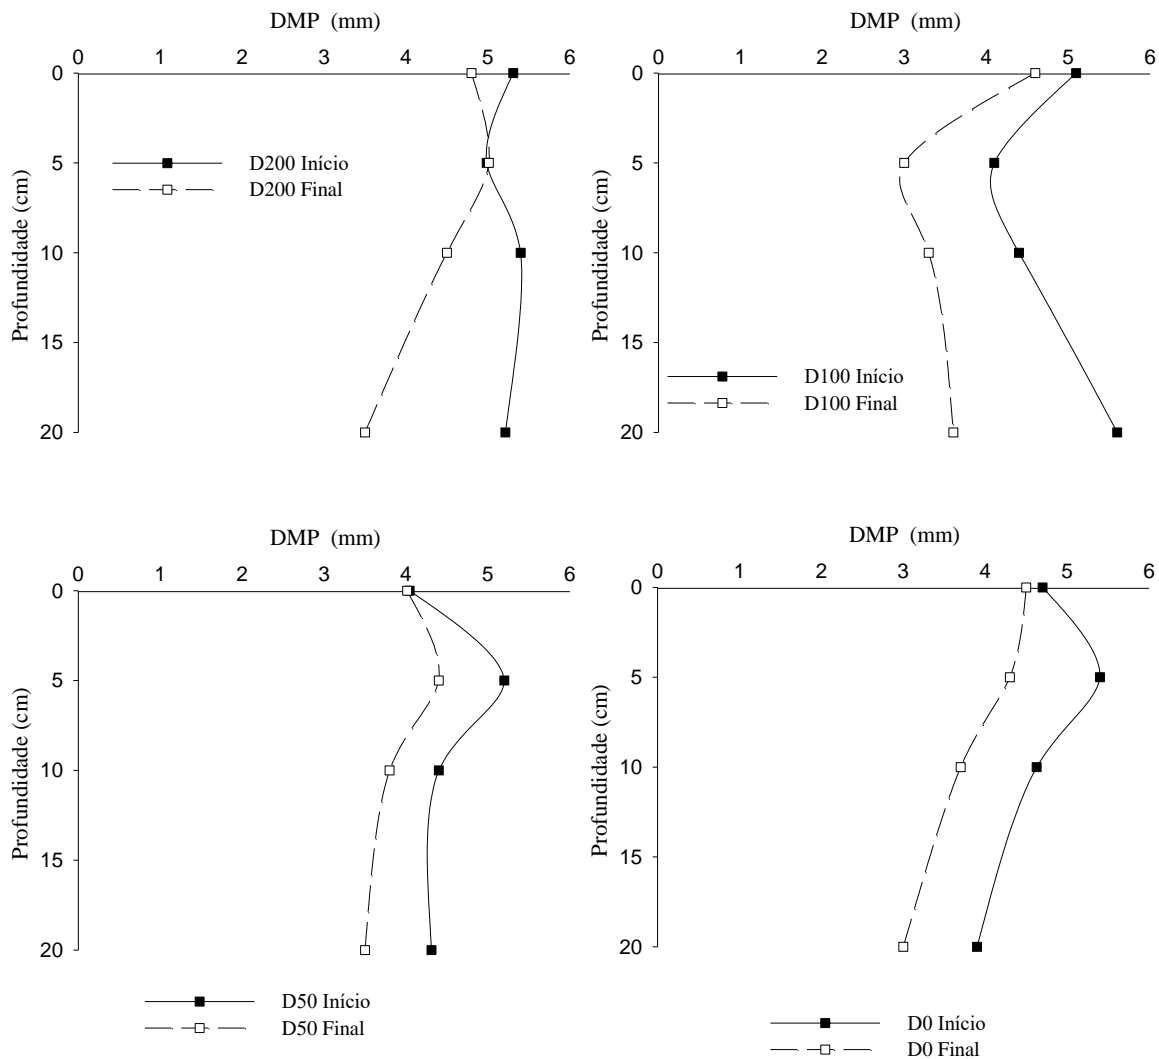 DMP (mm)
0 1 2 3 4 5 6
0
5
10
15
20
Profundidade (cm)
D200 Início
D200 Final
DMP (mm)
0 1 2 3 4 5 6
0
5
10
15
20
Profundidade (cm)
D100 Início
D100 Final
DMP (mm)
0 1 2 3 4 5 6
0
5
10
15
20
Profundidade (cm)
D50 Início
D50 Final
DMP (mm)
0 1 2 3 4 5 6
0
5
10
15
20
Profundidade (cm)
D0 Início
D0 Final